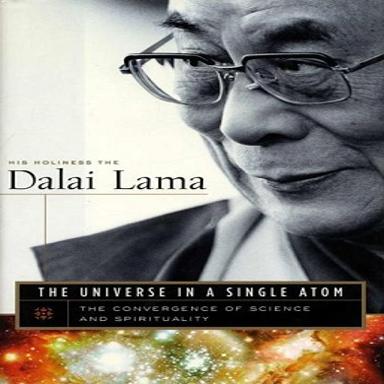 HIS HOLINESS THE
Dalai Lama
THE UNIVERSE IN A SINGLE ATOM
THE CONVERGENCE OF SCIENCE
AND SPIRITUALITY